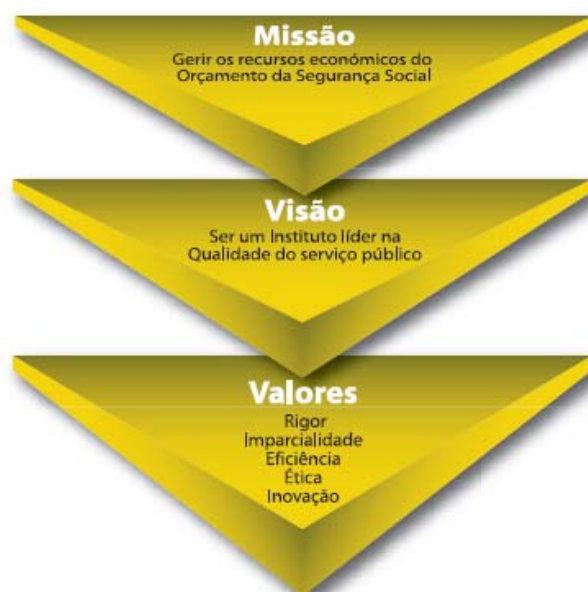 Missão
Gerir os recursos económicos do
Orçamento da Segurança Social
Visão
Ser um Instituto líder na
Qualidade do serviço público
Valores
Rigor
Imparcialidade
Eficiência
Ética
Inovação